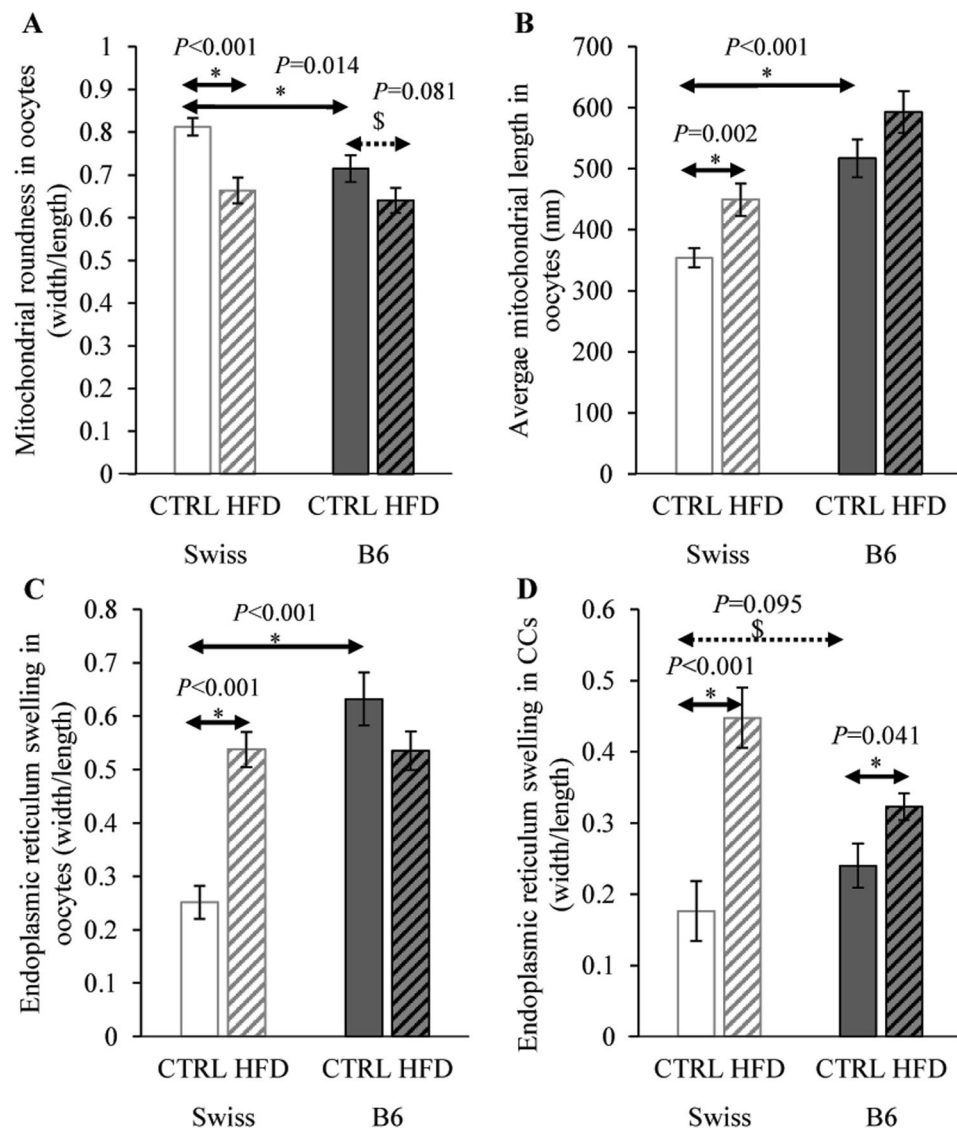 A
Mitochondrial roundness in oocytes
(width/length)
1
0.9
0.8
0.7
0.6
0.5
0.4
0.3
0.2
0.1
0
P<0.001
*
P=0.014
*
P=0.081
$
CTRL HFD CTRL HFD
Swiss B6
B
Avergae mitochondrial length in
oocytes (nm)
700
600
500
400
300
200
100
0
P<0.001
*
P=0.002
*
CTRL HFD CTRL HFD
Swiss B6
C
Endoplasmic reticulum swelling in
oocytes (width/length)
0.8
0.7
0.6
0.5
0.4
0.3
0.2
0.1
0
P<0.001
*
P<0.001
*
CTRL HFD CTRL HFD
Swiss B6
D
Endoplasmic reticulum swelling in CCs
(width/length)
0.6
0.5
0.4
0.3
0.2
0.1
0
P=0.095
$
P<0.001
*
P=0.041
*
CTRL HFD CTRL HFD
Swiss B6